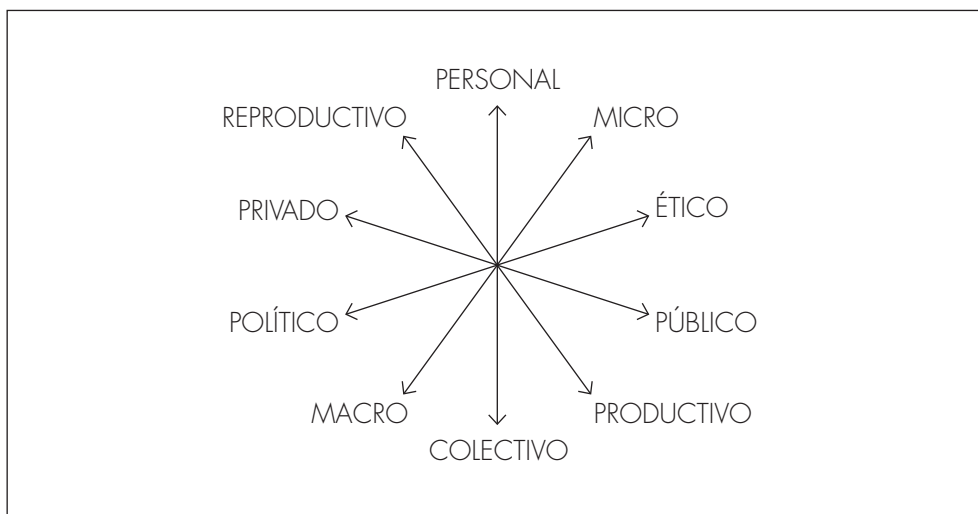 PERSONAL
REPRODUCTIVO MICRO
PRIVADO ÉTICO
POLÍTICO PÚBLICO
MACRO PRODUCTIVO
COLECTIVO